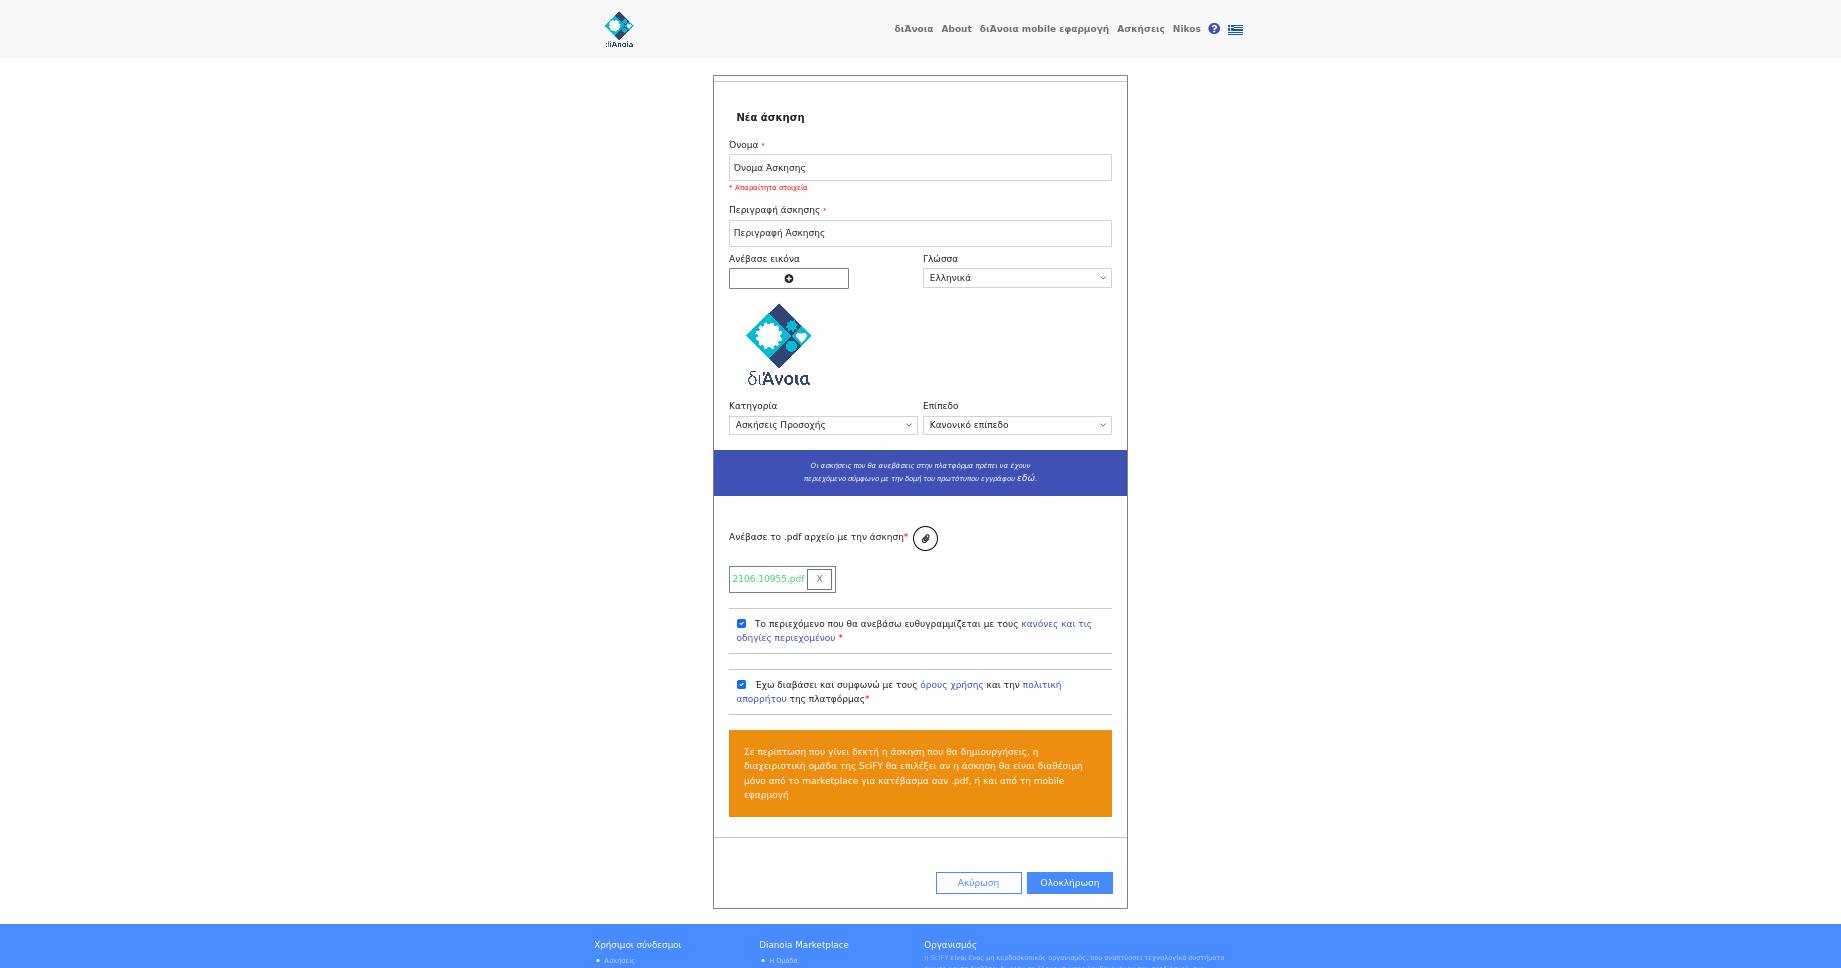 διΆνοια
διΆνοια About διΆνοια mobile εφαρμογή Ασκήσεις Nikos ?
Νέα άσκηση
Όνομα *
Όνομα Άσκησης
* Απαραίτητα στοιχεία
Περιγραφή άσκησης *
Περιγραφή Άσκησης
Ανέβασε εικόνα
Γλώσσα
Ελληνικά
διΆνοια
Κατηγορία
Επίπεδο
Ασκήσεις Προσοχής
Κανονικό επίπεδο
Οι ασκήσεις που θα ανεβάσεις στην πλατφόρμα πρέπει να έχουν
περιεχόμενο σύμφωνο με την δομή του πρωτότυπου εγγράφου εδώ.
Ανέβασε το .pdf αρχείο με την άσκηση*
2106.10955.pdf X
Το περιεχόμενο που θα ανεβάσω ευθυγραμμίζεται με τους κανόνες και τις
οδηγίες περιεχομένου *
Έχω διαβάσει και συμφωνώ με τους όρους χρήσης και την πολιτική
απορρήτου της πλατφόρμας*
Σε περίπτωση που γίνει δεκτή η άσκηση που θα δημιουργήσεις, η
διαχειριστική ομάδα της SciFY θα επιλέξει αν η άσκηση θα είναι διαθέσιμη
μόνο από το marketplace για κατέβασμα σαν .pdf, ή και από τη mobile
εφαρμογή
Ακύρωση
Ολοκλήρωση
Χρήσιμοι σύνδεσμοι
Dianoia Marketplace
Οργανισμός
Ασκήσεις
Η Ομάδα
η SciFY είναι ένας μη κερδοσκοπικός οργανισμός, που αναπτύσσει τεχνολογικά συστήματα